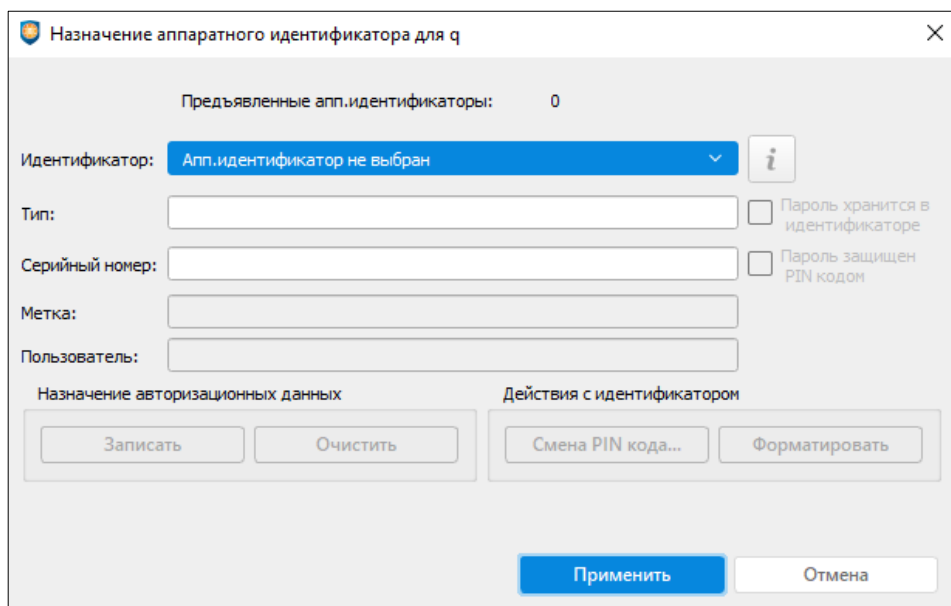 Назначение аппаратного идентификатора для q
Предъявленные апп.идентификаторы: 0
Идентификатор: Апп.идентификатор не выбран i
Тип:
Пароль хранится в
идентификаторе
Серийный номер:
Пароль защищен
PIN кодом
Метка:
Пользователь:
Назначение авторизационных данных Действия с идентификатором
Записать Очистить Смена PIN кода... Форматировать
Применить Отмена